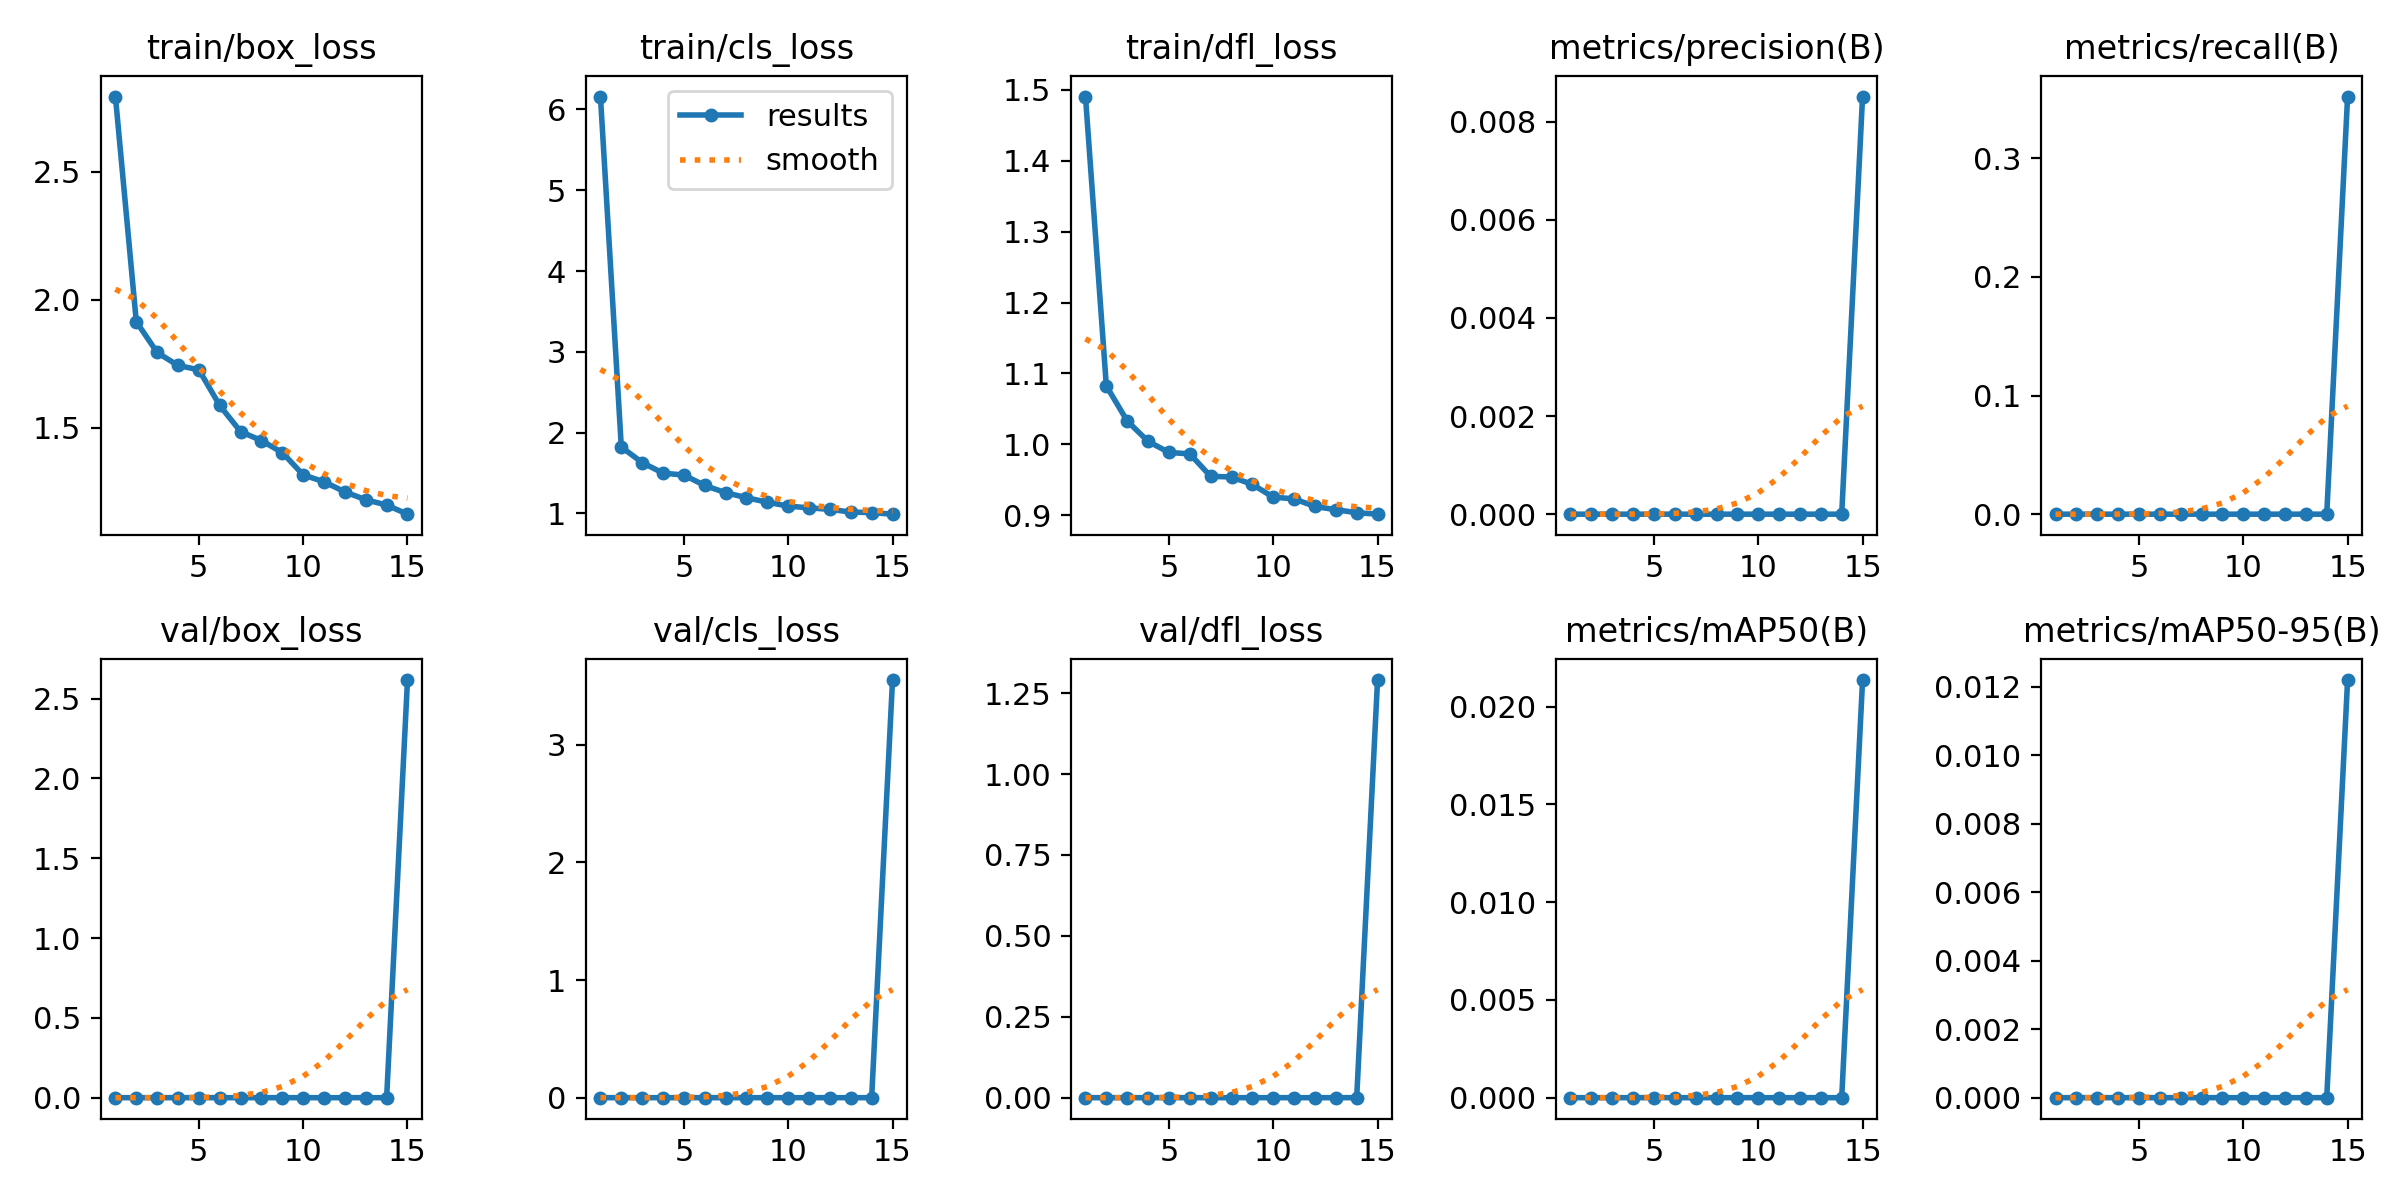 train/box_loss
2.5
2.0
1.5
5 10 15
train/cls_loss
6
5
4
3
2
1
results
smooth
5 10 15
train/dfl_loss
1.5
1.4
1.3
1.2
1.1
1.0
0.9
5 10 15
metrics/precision(B)
0.008
0.006
0.004
0.002
0.000
5 10 15
metrics/recall(B)
0.3
0.2
0.1
0.0
5 10 15
val/box_loss
2.5
2.0
1.5
1.0
0.5
0.0
5 10 15
val/cls_loss
3
2
1
0
5 10 15
val/dfl_loss
1.25
1.00
0.75
0.50
0.25
0.00
5 10 15
metrics/mAP50(B)
0.020
0.015
0.010
0.005
0.000
5 10 15
metrics/mAP50-95(B)
0.012
0.010
0.008
0.006
0.004
0.002
0.000
5 10 15